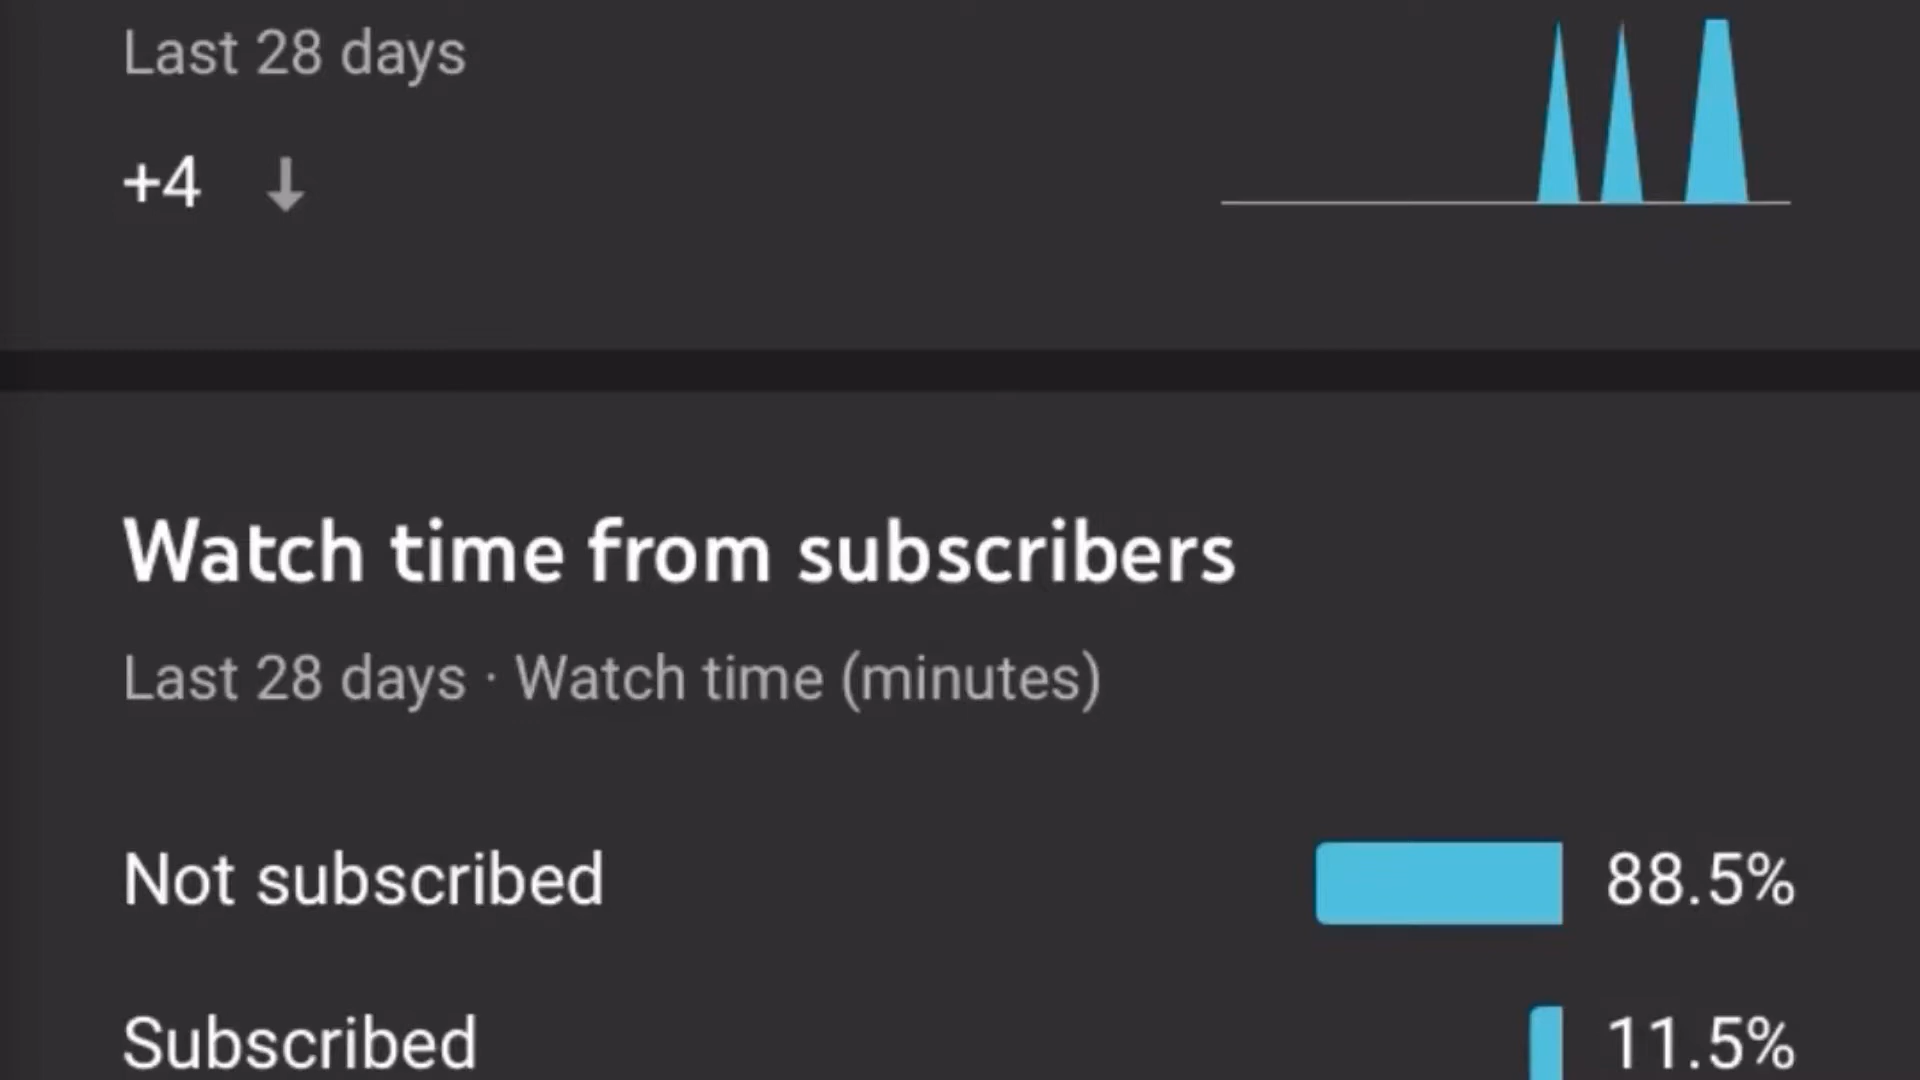 Last 28 days
+4
Watch time from subscribers
Last 28 days · Watch time (minutes)
Not subscribed 88.5%
Subscribed 11.5%